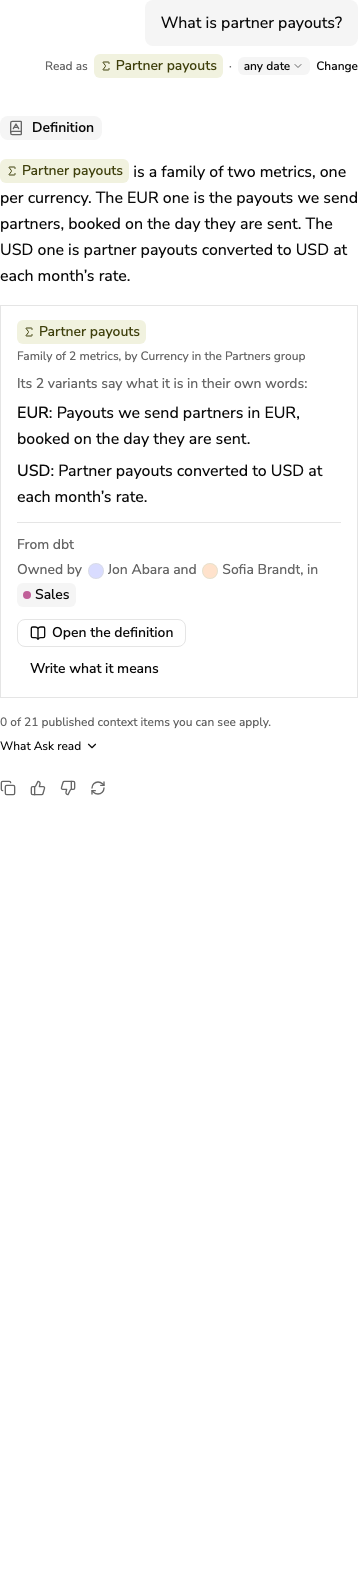 What is partner payouts?
Read as Σ Partner payouts · any date Change
Definition
Σ Partner payouts is a family of two metrics, one
per currency. The EUR one is the payouts we send
partners, booked on the day they are sent. The
USD one is partner payouts converted to USD at
each month’s rate.
Σ Partner payouts
Family of 2 metrics, by Currency in the Partners group
Its 2 variants say what it is in their own words:
EUR: Payouts we send partners in EUR,
booked on the day they are sent.
USD: Partner payouts converted to USD at
each month’s rate.
From dbt
Owned by Jon Abara and Sofia Brandt, in
Sales
Open the definition
Write what it means
0 of 21 published context items you can see apply.
What Ask read